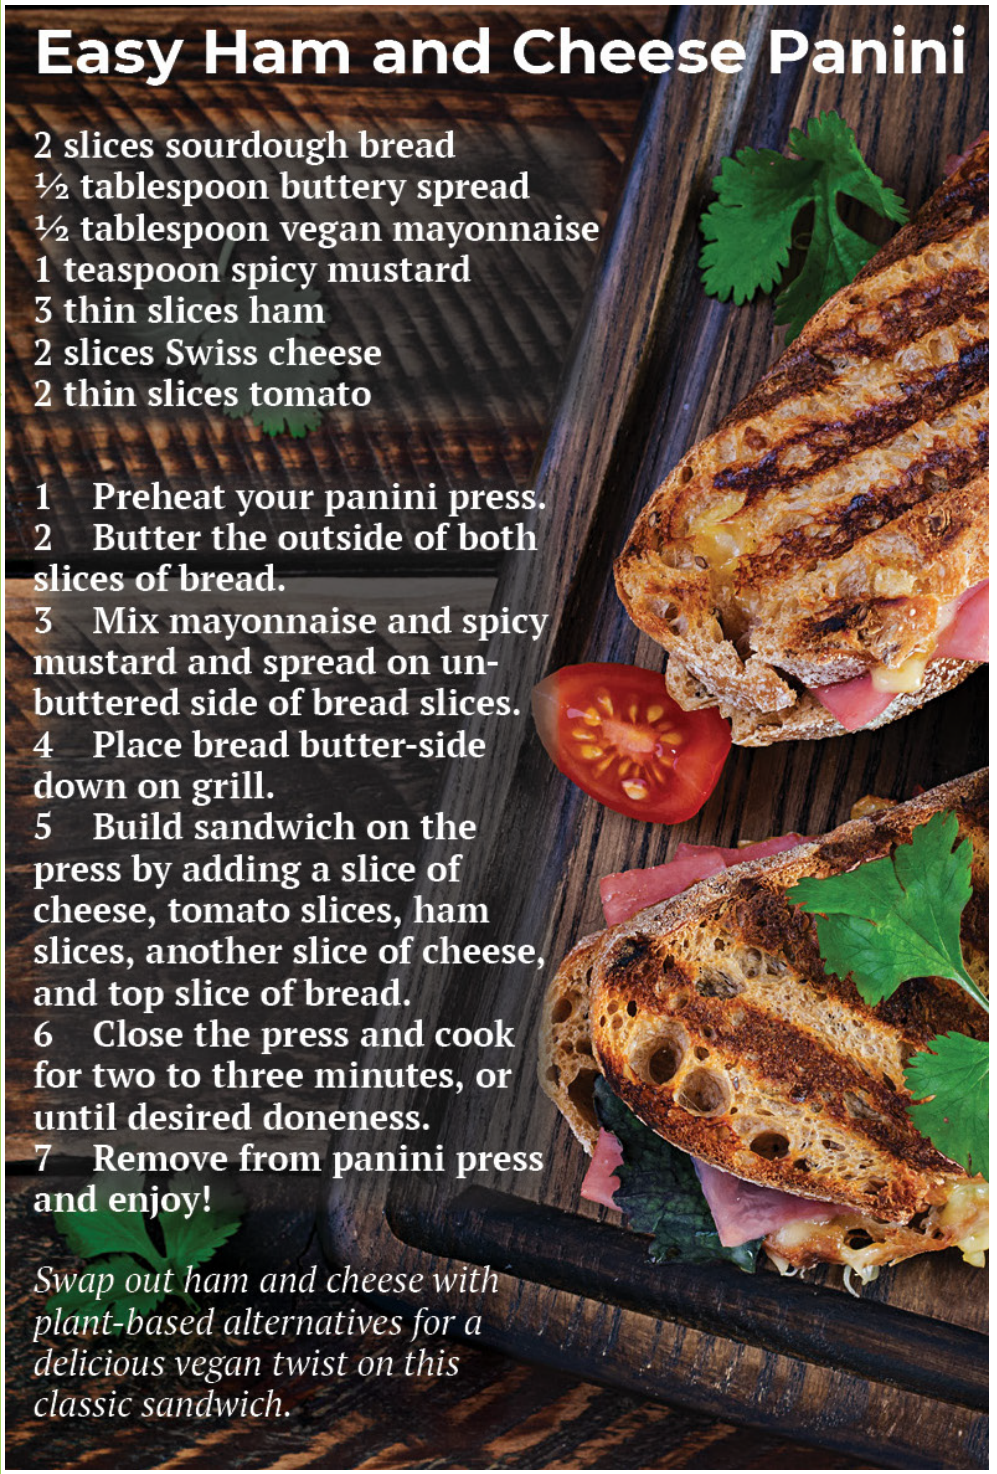 Easy Ham and Cheese Panini
2 slices sourdough bread
½ tablespoon buttery spread
½ tablespoon vegan mayonnaise
1 teaspoon spicy mustard
3 thin slices ham
2 slices Swiss cheese
2 thin slices tomato
1 Preheat your panini press.
2 Butter the outside of both
slices of bread.
3 Mix mayonnaise and spicy
mustard and spread on un-
buttered side of bread slices.
4 Place bread butter-side
down on grill.
5 Build sandwich on the
press by adding a slice of
cheese, tomato slices, ham
slices, another slice of cheese,
and top slice of bread.
6 Close the press and cook
for two to three minutes, or
until desired doneness.
7 Remove from panini press
and enjoy!
Swap out ham and cheese with
plant-based alternatives for a
delicious vegan twist on this
classic sandwich.